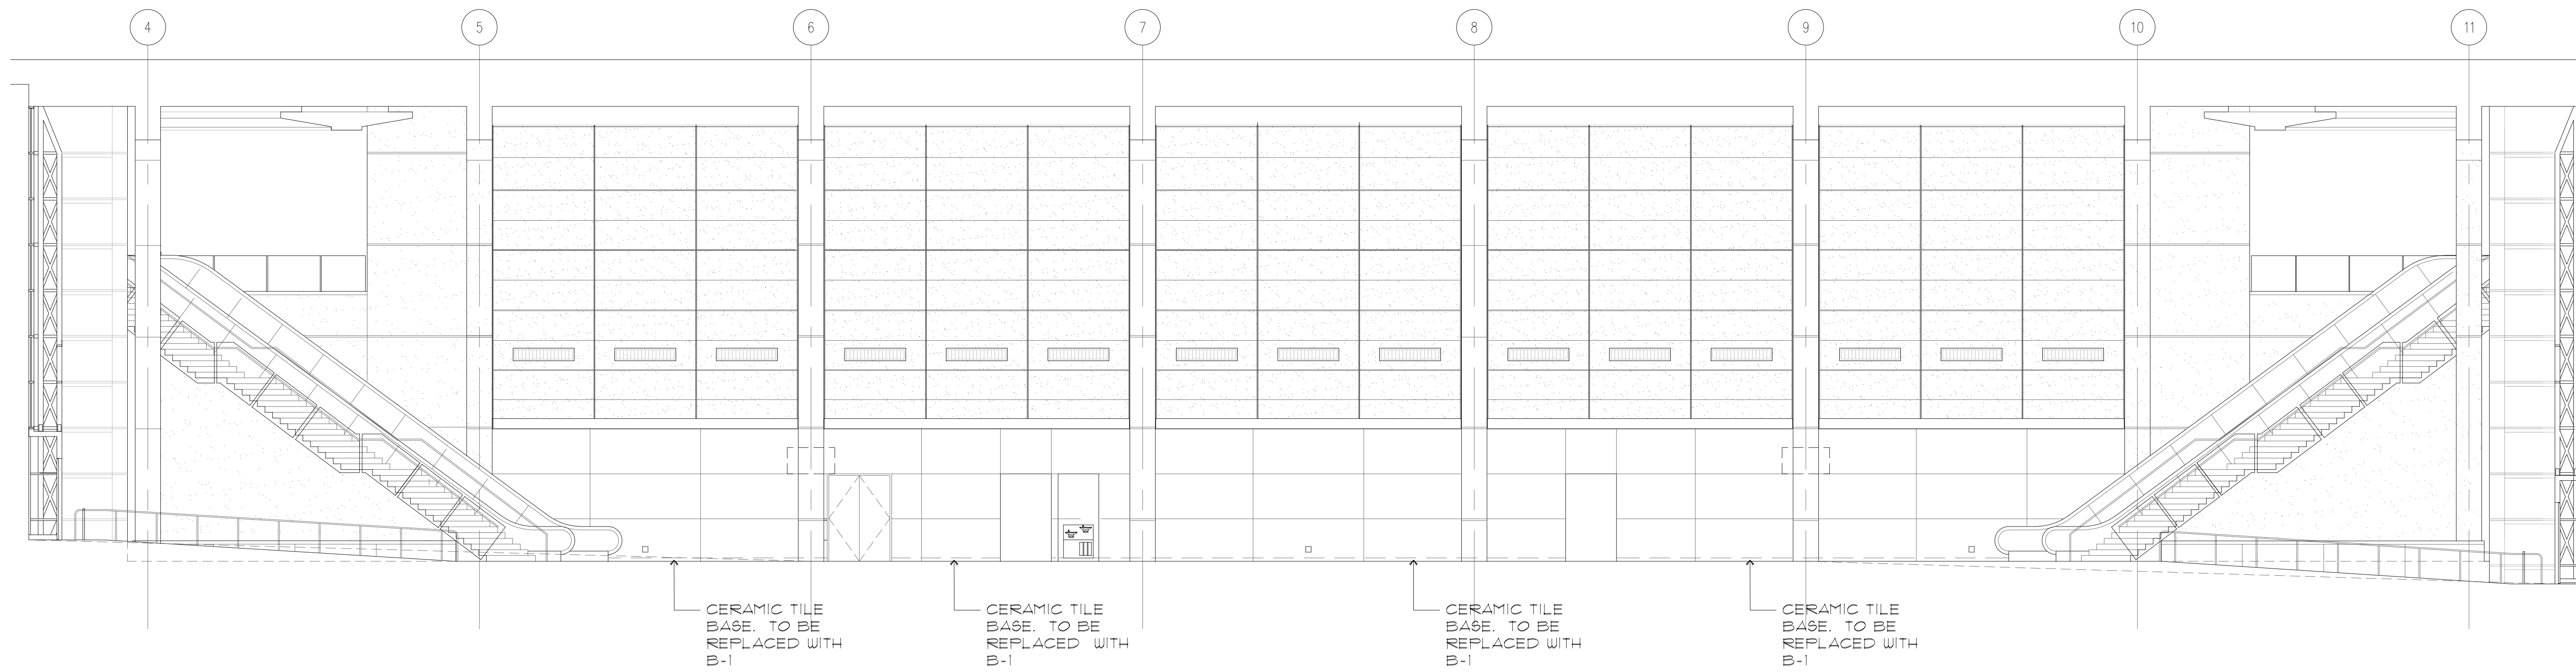 4
5
6
7
8
9
10
11
CERAMIC TILE
BASE. TO BE
REPLACED WITH
B-1
CERAMIC TILE
BASE. TO BE
REPLACED WITH
B-1
CERAMIC TILE
BASE. TO BE
REPLACED WITH
B-1
CERAMIC TILE
BASE. TO BE
REPLACED WITH
B-1